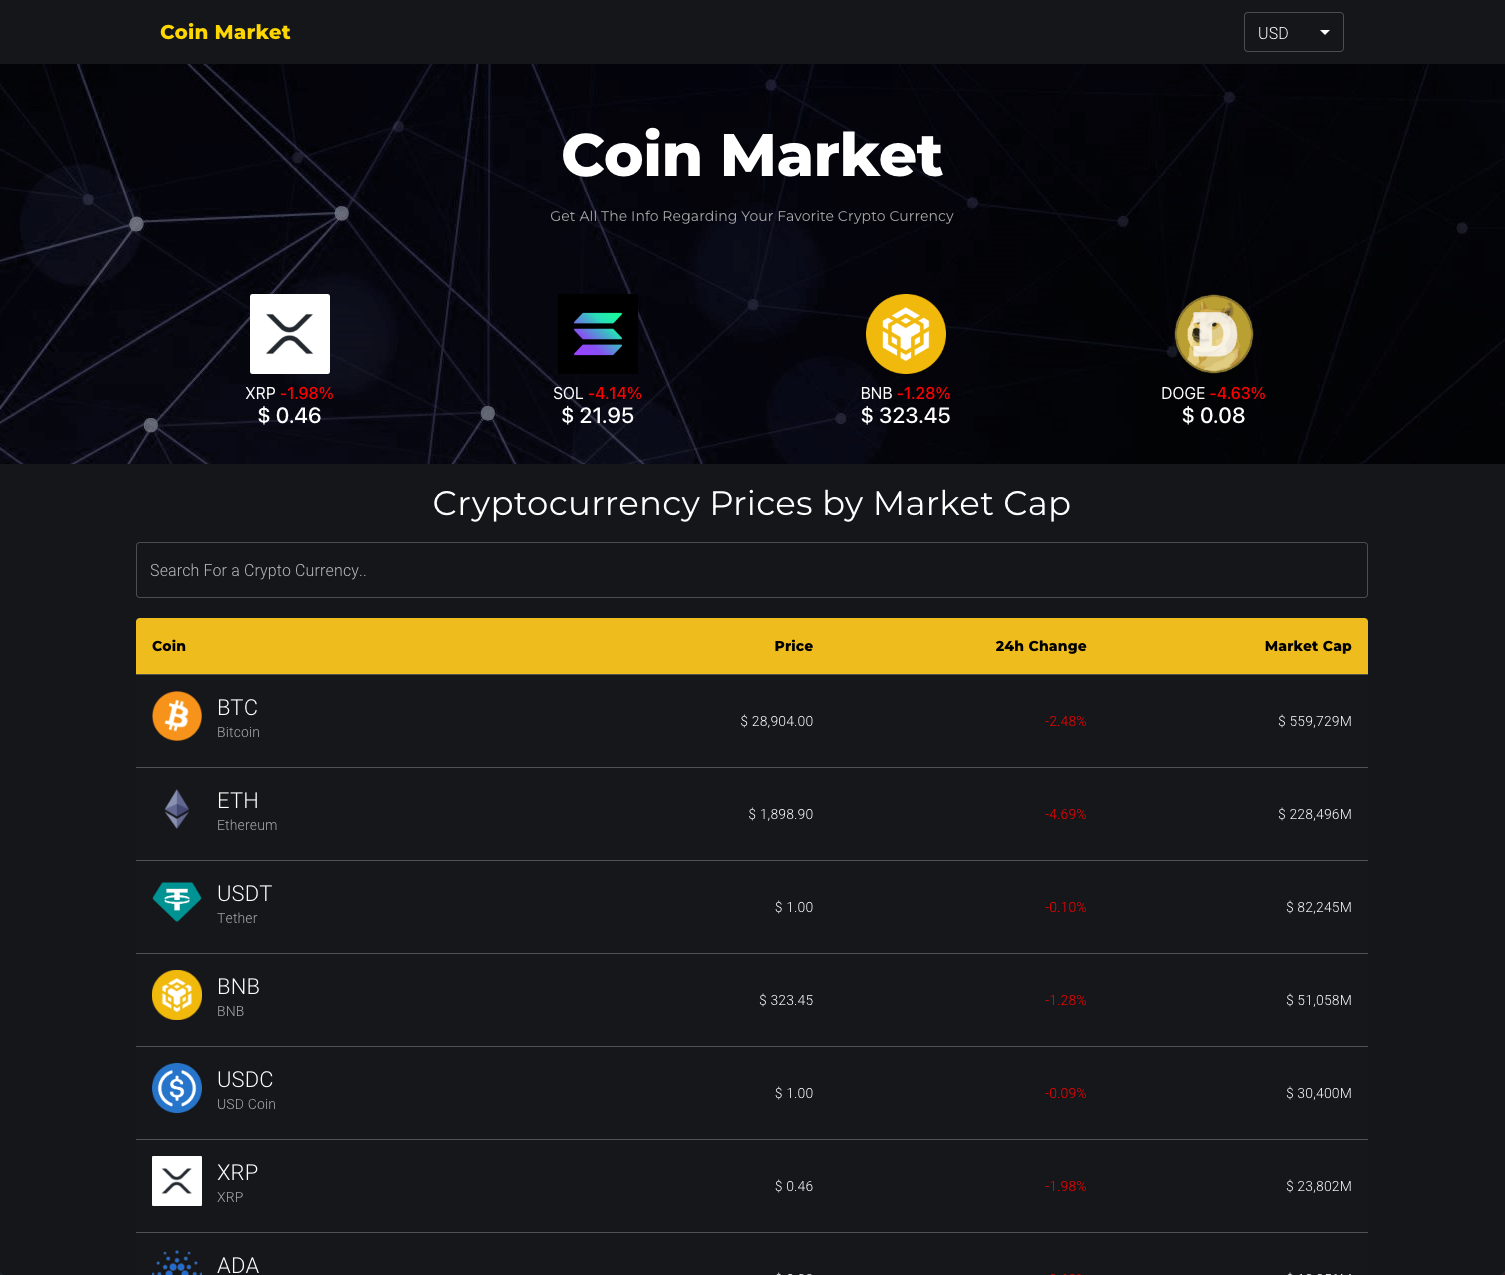 Coin Market
USD
Coin Market
Get All The Info Regarding Your Favorite Crypto Currency
XRP -1.98%
$ 0.46
SOL -4.14%
$ 21.95
BNB -1.28%
$ 323.45
DOGE -4.63%
$ 0.08
Cryptocurrency Prices by Market Cap
Search For a Crypto Currency..
Coin Price 24h Change Market Cap
BTC
Bitcoin
$ 28,904.00 -2.48% $ 559,729M
ETH
Ethereum
$ 1,898.90 -4.69% $ 228,496M
USDT
Tether
$ 1.00 -0.10% $ 82,245M
BNB
BNB
$ 323.45 -1.28% $ 51,058M
USDC
USD Coin
$ 1.00 -0.09% $ 30,400M
XRP
XRP
$ 0.46 -1.98% $ 23,802M
ADA